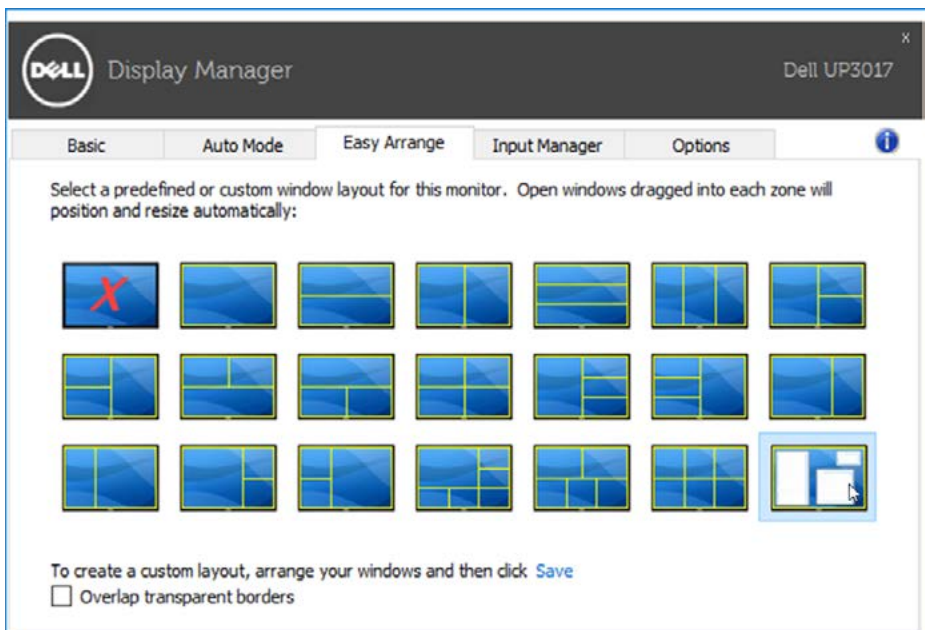 DELL Display Manager
x
Dell UP3017
Basic Auto Mode Easy Arrange Input Manager Options
Select a predefined or custom window layout for this monitor. Open windows dragged into each zone will
position and resize automatically:
X
To create a custom layout, arrange your windows and then click Save
Overlap transparent borders